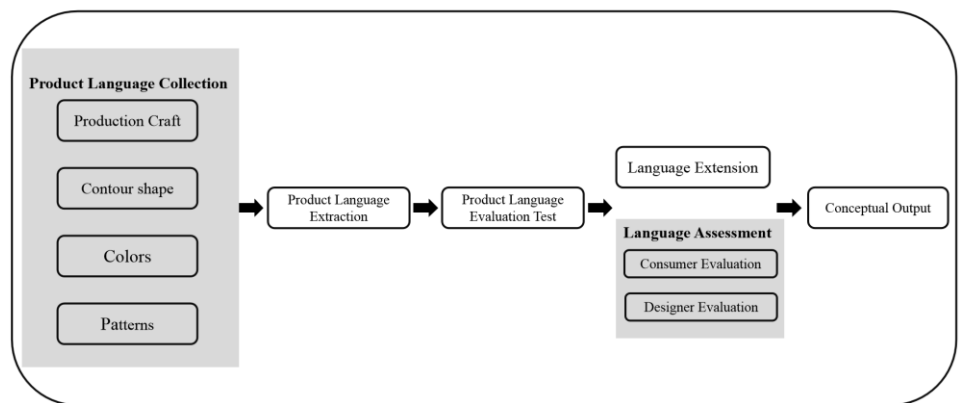 Product Language Collection
Production Craft
Contour shape
Colors
Patterns
Product Language
Extraction
Product Language
Evaluation Test
Language Extension
Language Assessment
Consumer Evaluation
Designer Evaluation
Conceptual Output